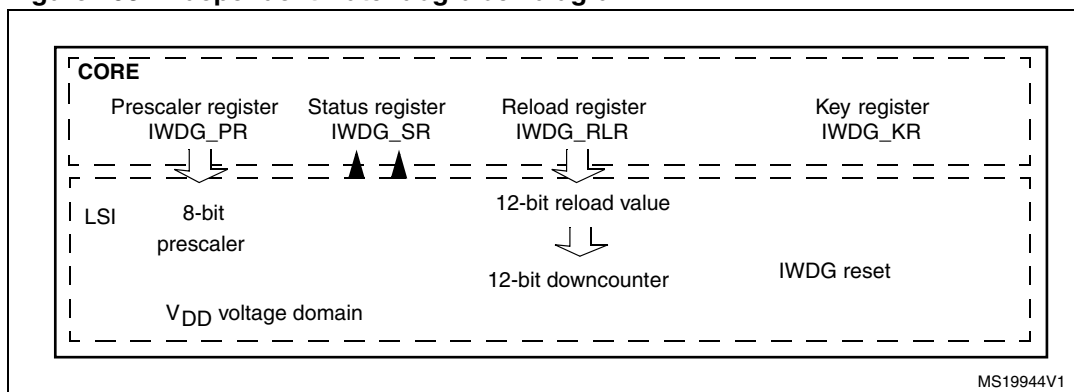 CORE
Prescaler register Status register Reload register Key register
IWDG_PR IWDG_SR IWDG_RLR IWDG_KR
LSI 8-bit 12-bit reload value
prescaler
12-bit downcounter IWDG reset
VDD voltage domain
MS19944V1